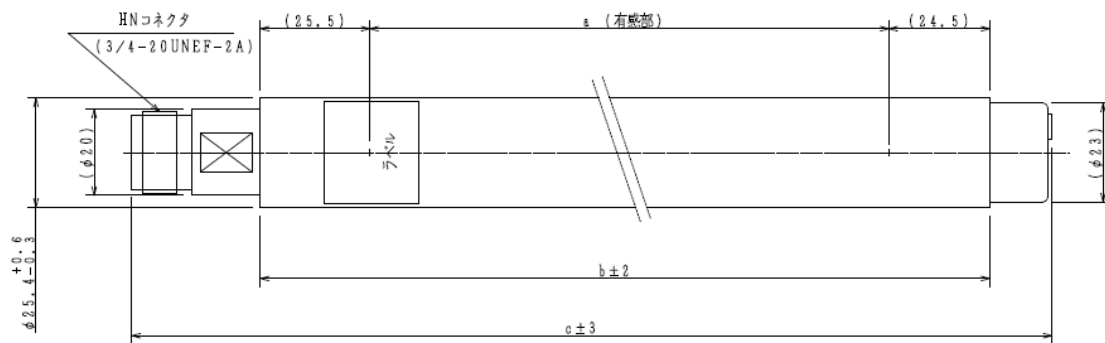 HNコネクタ
(3/4-20UNEF-2A)
(25.5)
a (有感部)
(24.5)
(φ20)
ラベル
(φ23)
φ25.4 +0.6 -0.3
b±2
c±3